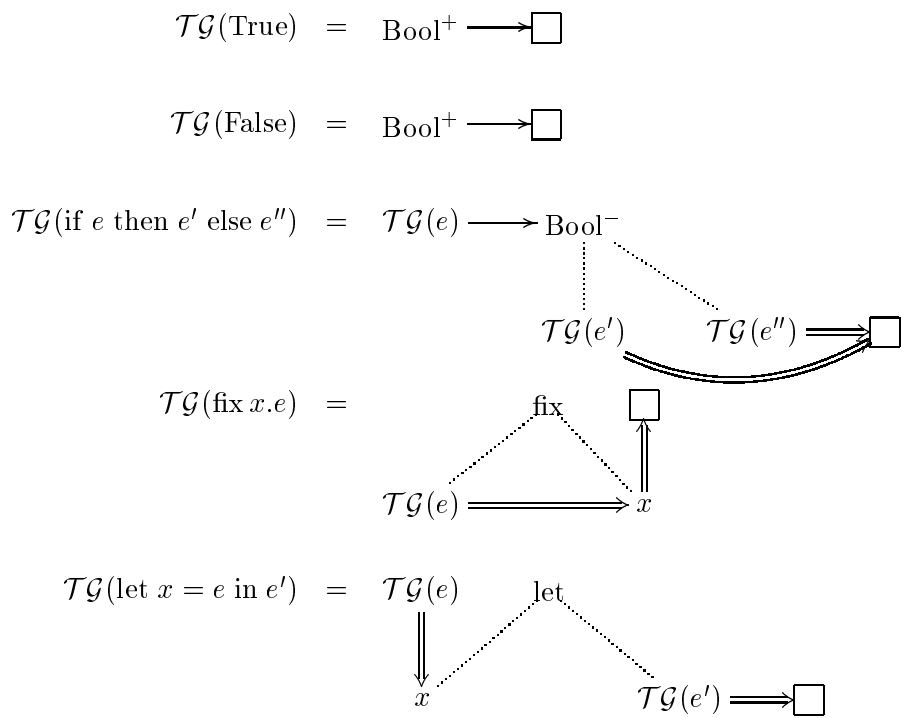 𝒯𝒢(True) = Bool⁺
𝒯𝒢(False) = Bool⁺
𝒯𝒢(if e then e′ else e″) = 𝒯𝒢(e) Bool⁻
𝒯𝒢(e′) 𝒯𝒢(e″)
𝒯𝒢(fix x.e) = fix
𝒯𝒢(e) x
𝒯𝒢(let x = e in e′) = 𝒯𝒢(e) let
x 𝒯𝒢(e′)